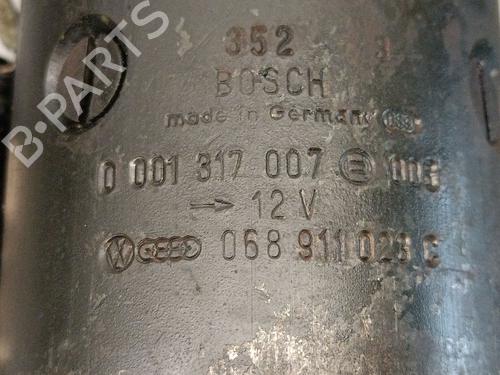 B-PARTS
352
BOSCH
made in Germany
0 001 317 007
→ 12 V
068 911 023 C